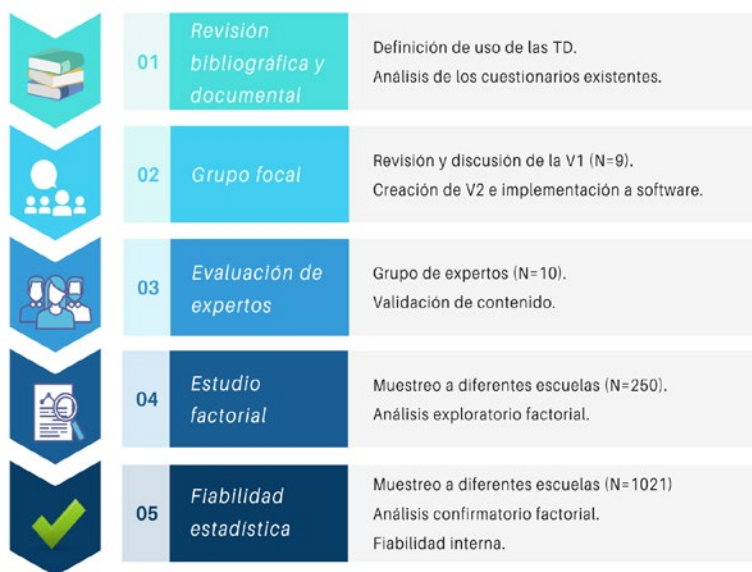 01
Revisión
bibliográfica y
documental
Definición de uso de las TD.
Análisis de los cuestionarios existentes.
02
Grupo focal
Revisión y discusión de la V1 (N=9).
Creación de V2 e implementación a software.
03
Evaluación de
expertos
Grupo de expertos (N=10).
Validación de contenido.
04
Estudio
factorial
Muestreo a diferentes escuelas (N=250).
Análisis exploratorio factorial.
05
Fiabilidad
estadística
Muestreo a diferentes escuelas (N=1021)
Análisis confirmatorio factorial.
Fiabilidad interna.